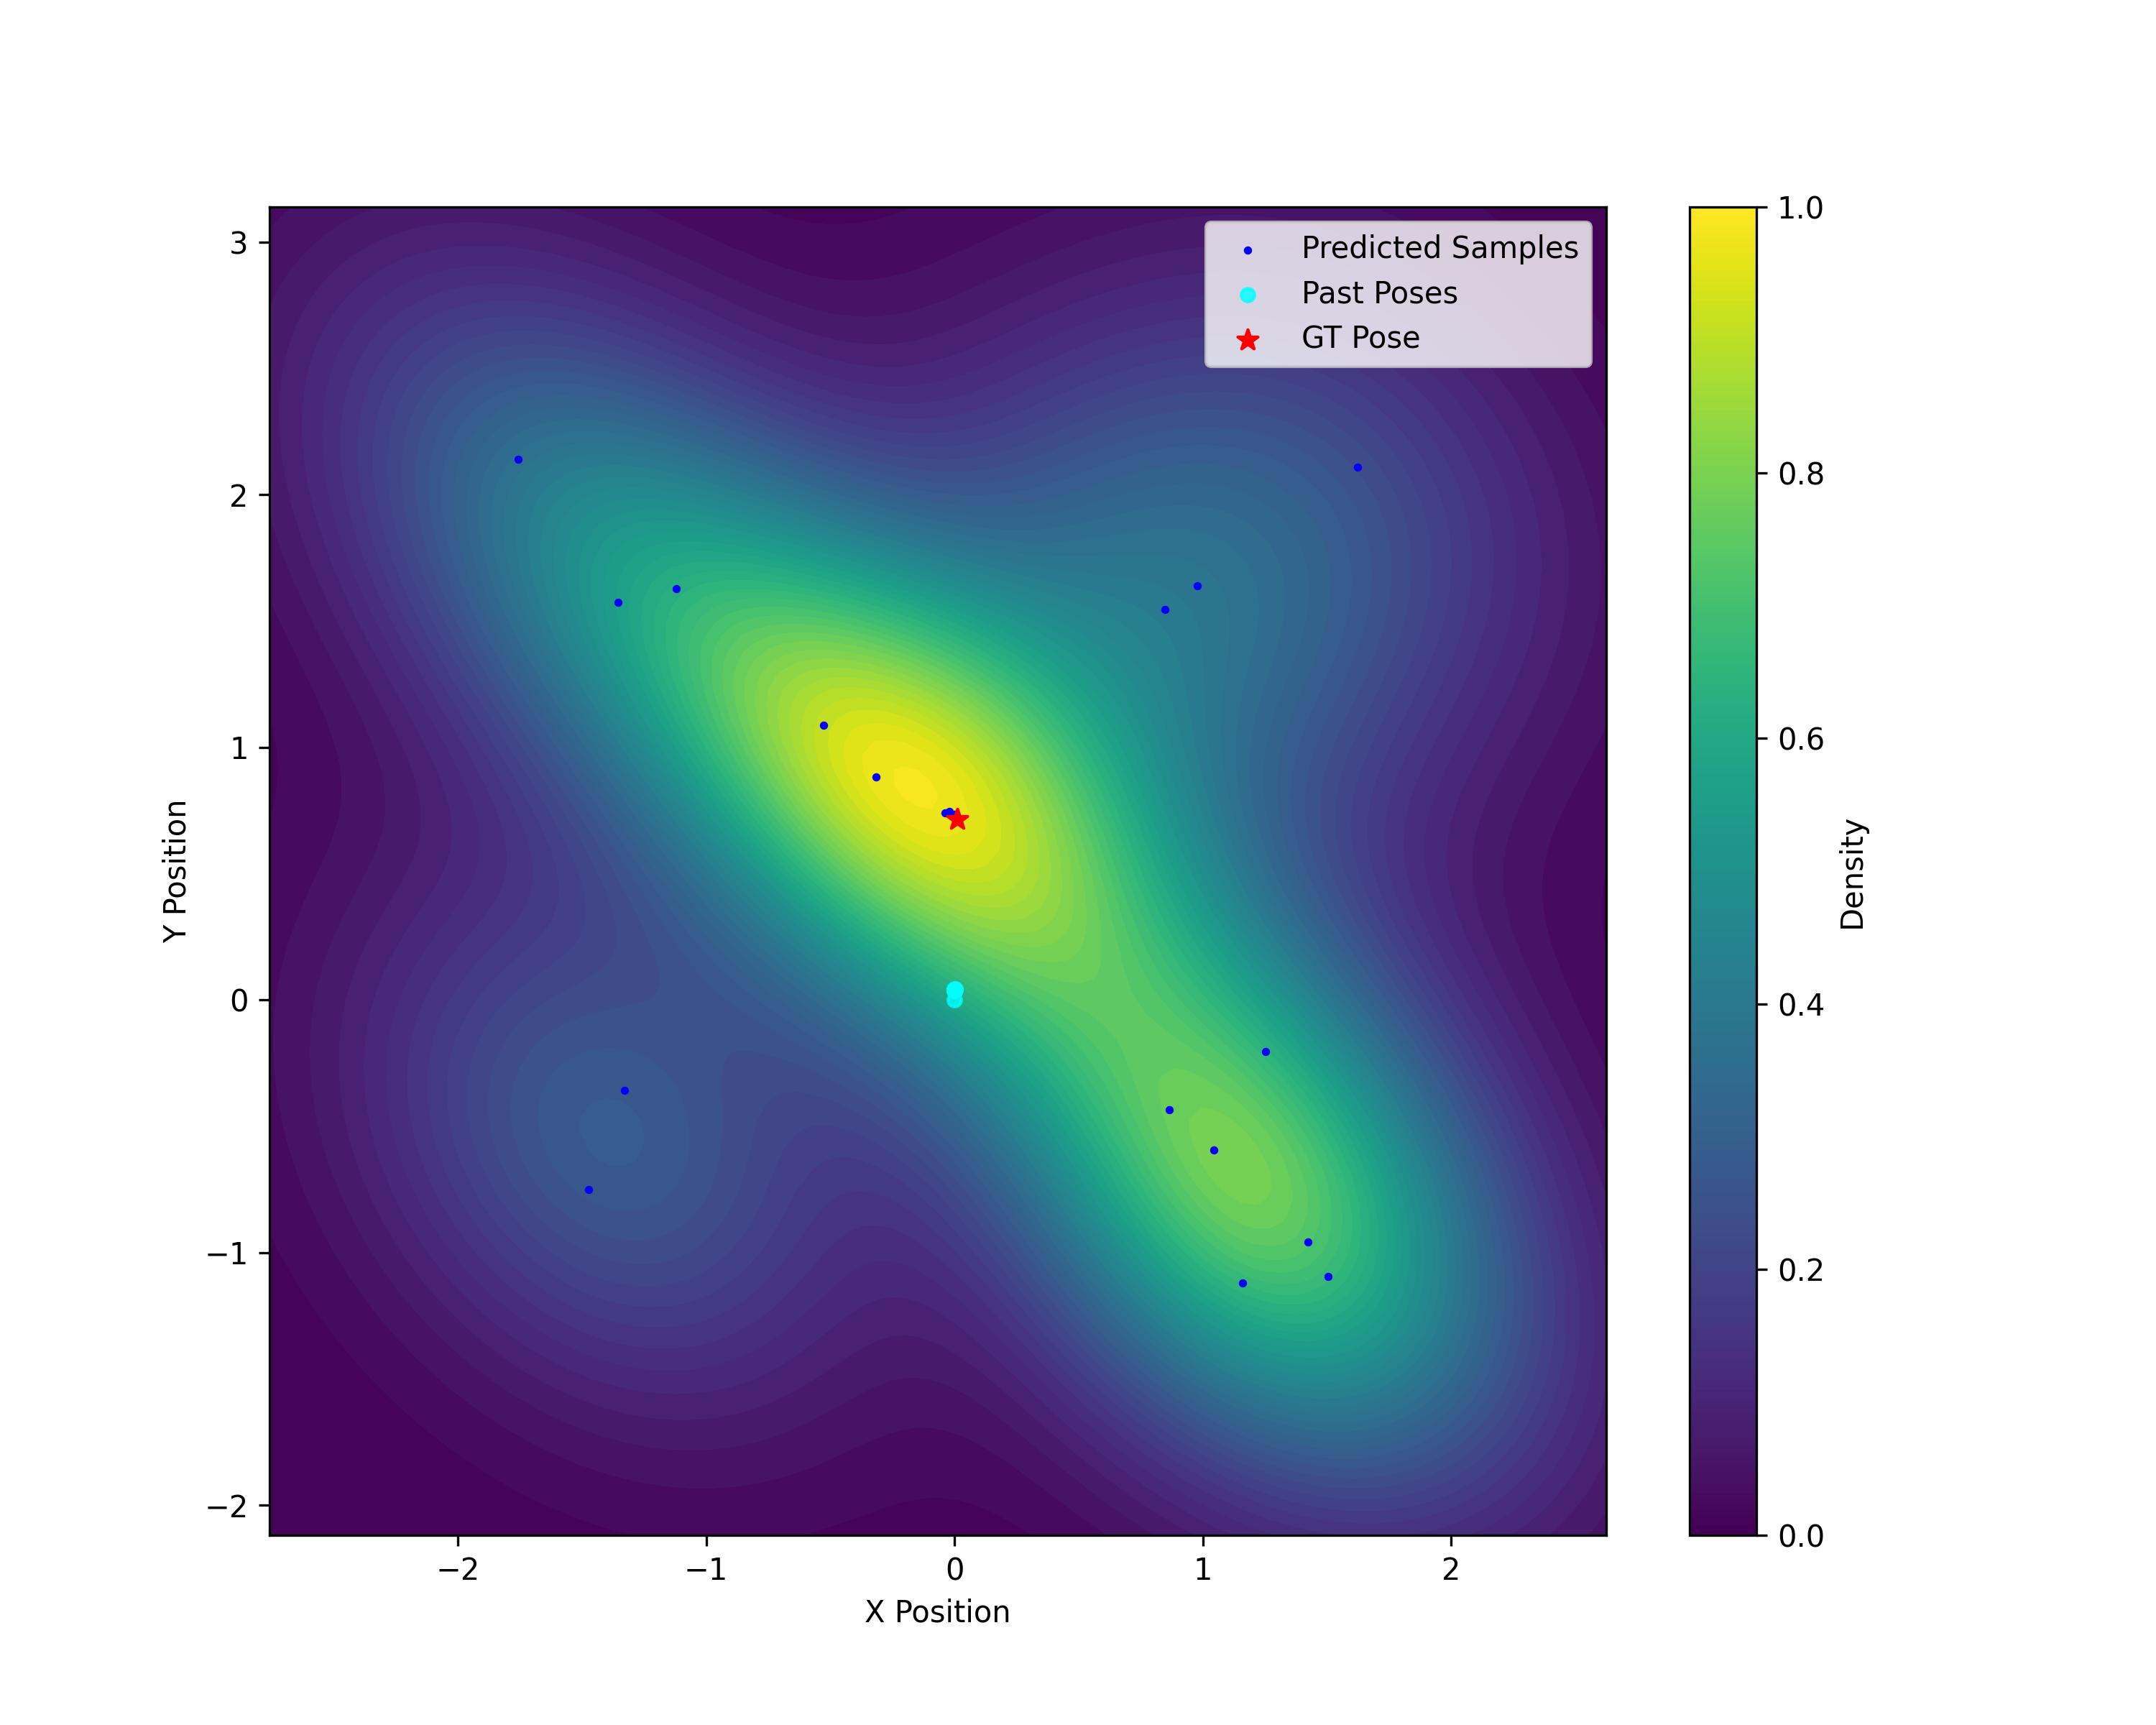 Predicted Samples
Past Poses
GT Pose
3
2
1
0
−1
−2
Y Position
−2
−1
0
1
2
X Position
1.0
0.8
0.6
0.4
0.2
0.0
Density